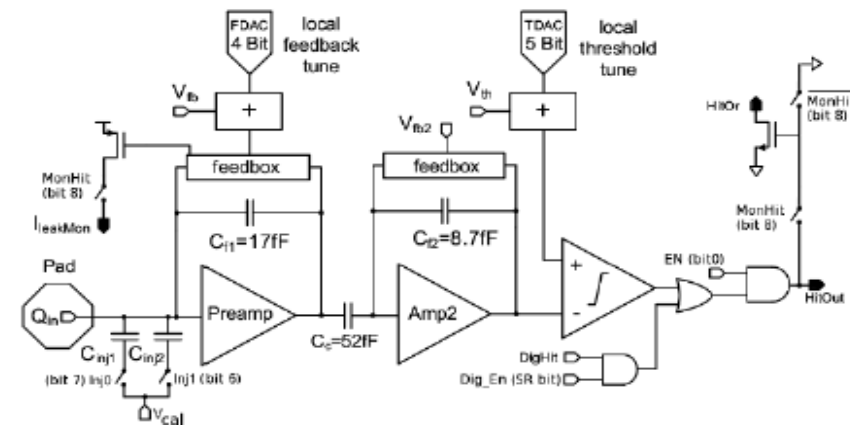 FDAC
4 Bit
local
feedback
tune
TDAC
5 Bit
local
threshold
tune
Vfb
+
Vth
+
Vfb2
HitOr
MonHit
(bit 8)
feedbox
feedbox
MonHit
(bit 8)
IleakMon
Cf1=17fF
Cf2=8.7fF
MonHit
(bit 8)
EN (bit0)
Pad
Qin
Preamp
Cc=52fF
Amp2
+
-
HitOut
Cinj1
Cinj2
(bit 7) Inj0
Inj1 (bit 6)
Vcal
DigHit
Dig_En (SR bit)